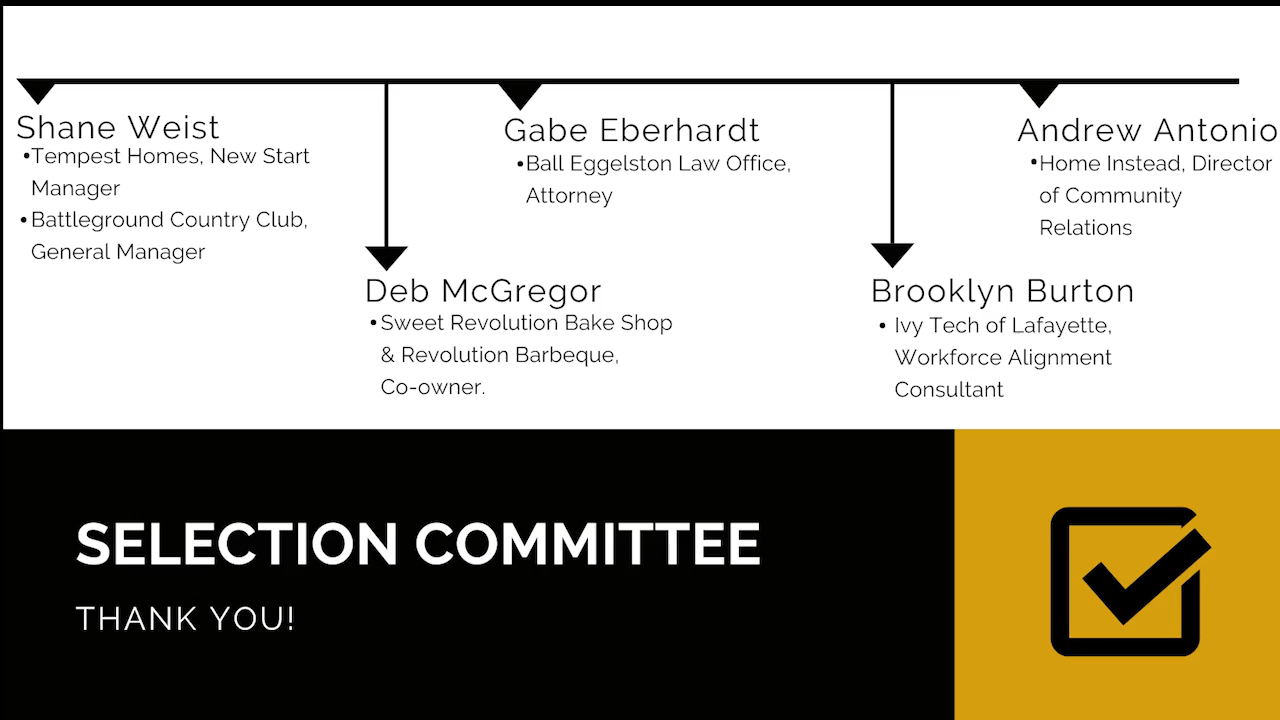 Shane Weist
•Tempest Homes, New Start
Manager
•Battleground Country Club,
General Manager
Deb McGregor
•Sweet Revolution Bake Shop
& Revolution Barbeque,
Co-owner.
Gabe Eberhardt
•Ball Eggelston Law Office,
Attorney
Brooklyn Burton
• Ivy Tech of Lafayette,
Workforce Alignment
Consultant
Andrew Antonio
•Home Instead, Director
of Community
Relations
SELECTION COMMITTEE
THANK YOU!